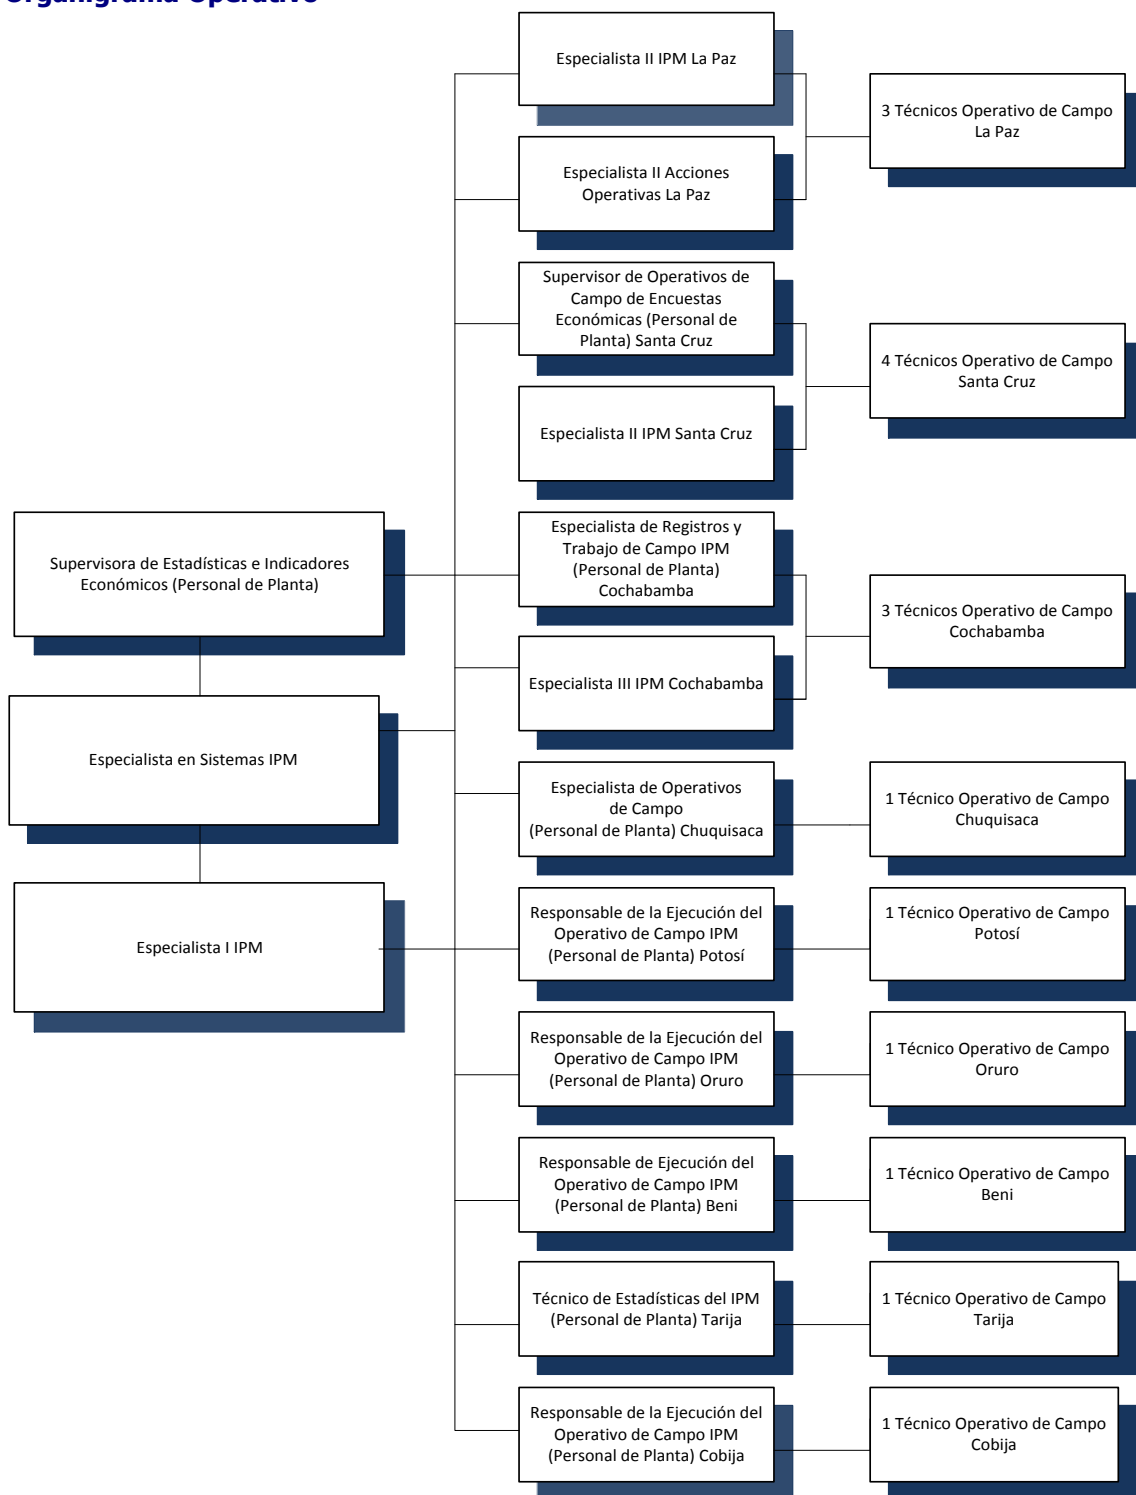 Organigrama Operativo
Especialista II IPM La Paz
3 Técnicos Operativo de Campo
La Paz
Especialista II Acciones
Operativas La Paz
Supervisor de Operativos de
Campo de Encuestas
Económicas (Personal de
Planta) Santa Cruz
4 Técnicos Operativo de Campo
Santa Cruz
Especialista II IPM Santa Cruz
Supervisora de Estadísticas e Indicadores
Económicos (Personal de Planta)
Especialista de Registros y
Trabajo de Campo IPM
(Personal de Planta)
Cochabamba
3 Técnicos Operativo de Campo
Cochabamba
Especialista III IPM Cochabamba
Especialista en Sistemas IPM
Especialista de Operativos
de Campo
(Personal de Planta) Chuquisaca
1 Técnico Operativo de Campo
Chuquisaca
Especialista I IPM
Responsable de la Ejecución del
Operativo de Campo IPM
(Personal de Planta) Potosí
1 Técnico Operativo de Campo
Potosí
Responsable de la Ejecución del
Operativo de Campo IPM
(Personal de Planta) Oruro
1 Técnico Operativo de Campo
Oruro
Responsable de Ejecución del
Operativo de Campo IPM
(Personal de Planta) Beni
1 Técnico Operativo de Campo
Beni
Técnico de Estadísticas del IPM
(Personal de Planta) Tarija
1 Técnico Operativo de Campo
Tarija
Responsable de la Ejecución del
Operativo de Campo IPM
(Personal de Planta) Cobija
1 Técnico Operativo de Campo
Cobija